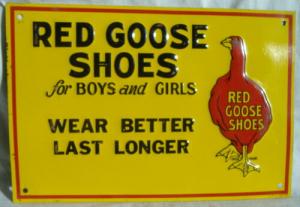 RED GOOSE
SHOES
for BOYS and GIRLS
WEAR BETTER
LAST LONGER
RED
GOOSE
SHOES